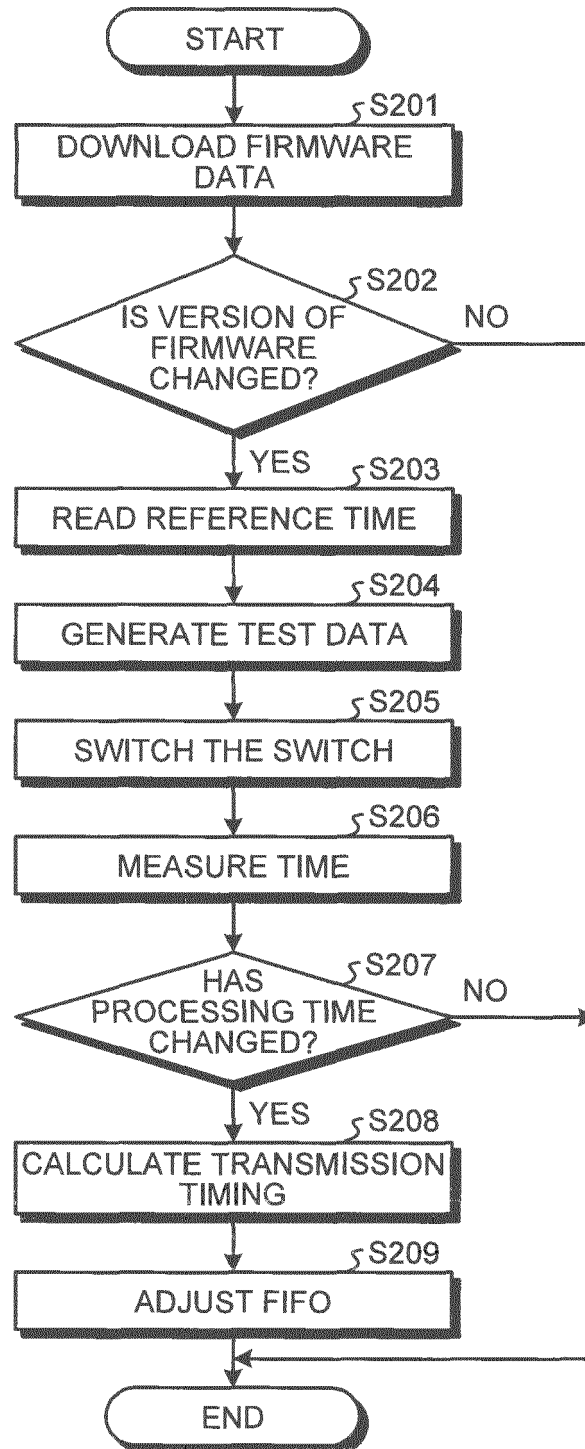 START
S201
DOWNLOAD FIRMWARE
DATA
S202
IS VERSION OF
FIRMWARE
CHANGED?
NO
YES
S203
READ REFERENCE TIME
S204
GENERATE TEST DATA
S205
SWITCH THE SWITCH
S206
MEASURE TIME
S207
HAS
PROCESSING TIME
CHANGED?
NO
YES
S208
CALCULATE TRANSMISSION
TIMING
S209
ADJUST FIFO
END